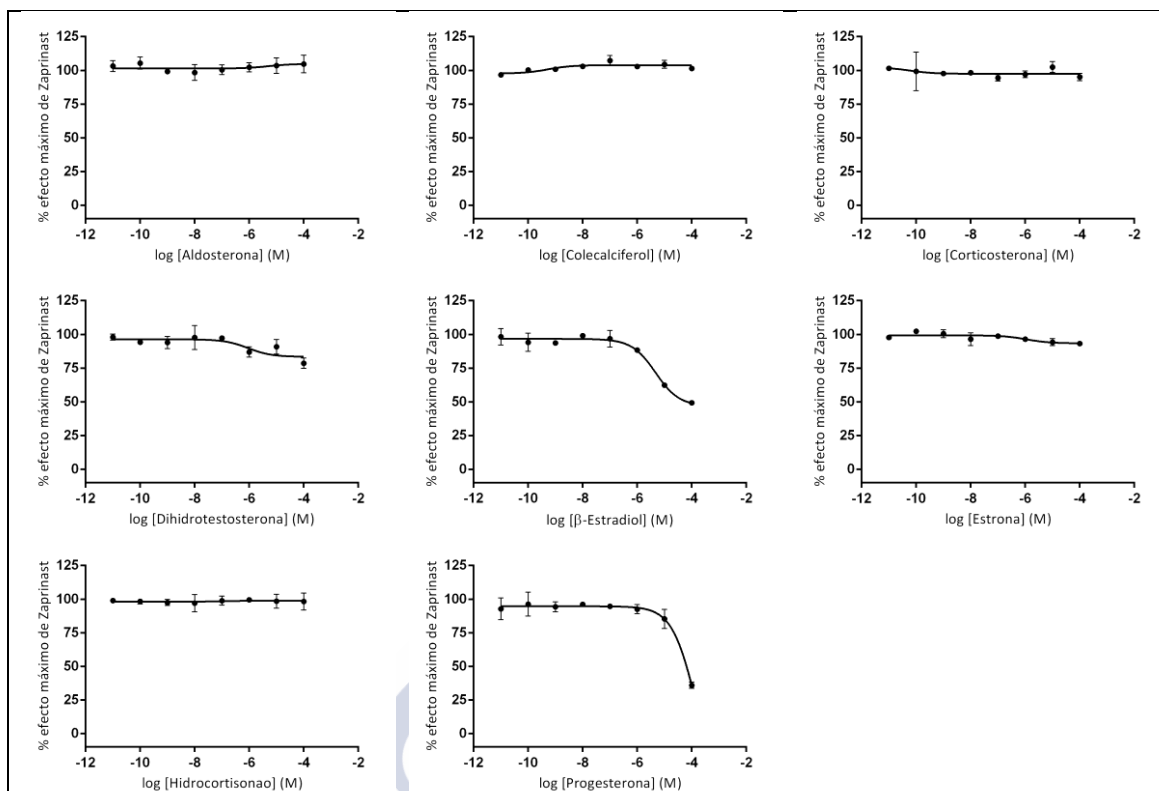 % efecto máximo de Zaprinast
125
100
75
50
25
0
-12 -10 -8 -6 -4 -2
log [Aldosterona] (M)
% efecto máximo de Zaprinast
125
100
75
50
25
0
-12 -10 -8 -6 -4 -2
log [Colecalciferol] (M)
% efecto máximo de Zaprinast
125
100
75
50
25
0
-12 -10 -8 -6 -4 -2
log [Corticosterona] (M)
% efecto máximo de Zaprinast
125
100
75
50
25
0
-12 -10 -8 -6 -4 -2
log [Dihidrotestosterona] (M)
% efecto máximo de Zaprinast
125
100
75
50
25
0
-12 -10 -8 -6 -4 -2
log [β-Estradiol] (M)
% efecto máximo de Zaprinast
125
100
75
50
25
0
-12 -10 -8 -6 -4 -2
log [Estrona] (M)
% efecto máximo de Zaprinast
125
100
75
50
25
0
-12 -10 -8 -6 -4 -2
log [Hidrocortisonao] (M)
% efecto máximo de Zaprinast
125
100
75
50
25
0
-12 -10 -8 -6 -4 -2
log [Progesterona] (M)